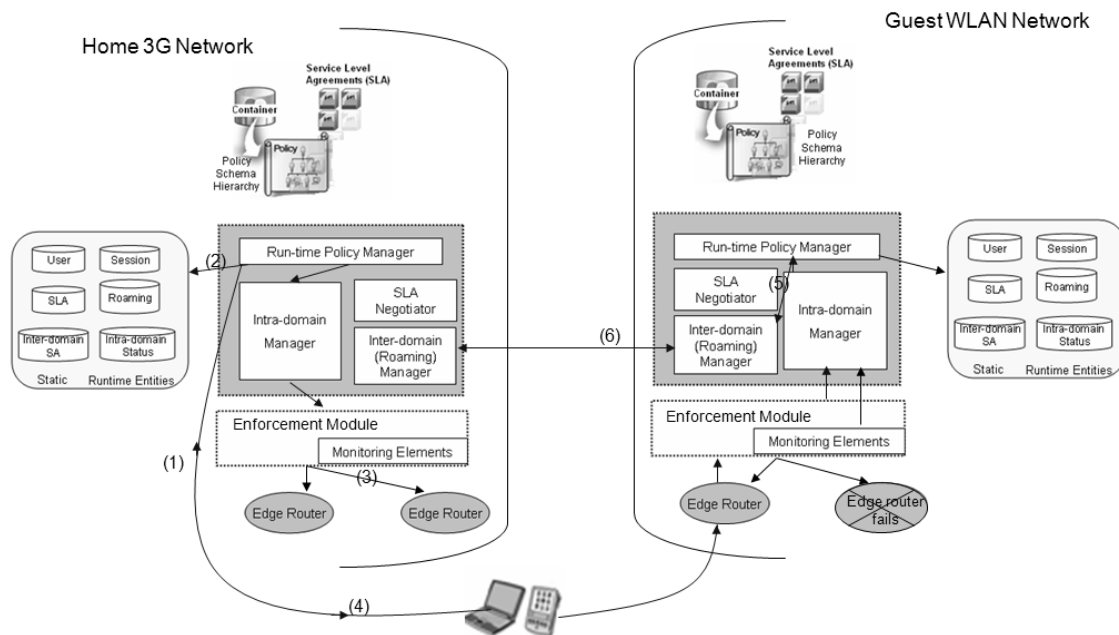 Home 3G Network
Guest WLAN Network
Service Level
Agreements (SLA)
Container
Policy
Policy
Schema
Hierarchy
Service Level
Agreements (SLA)
Container
Policy
Policy
Schema
Hierarchy
User
Session
SLA
Roaming
Inter-domain
SA
Intra-domain
Status
Static
Runtime Entities
(2)
Run-time Policy Manager
Intra-domain
Manager
SLA
Negotiator
Inter-domain
(Roaming)
Manager
Enforcement Module
Monitoring Elements
(1)
(3)
Edge Router
Edge Router
(4)
(6)
Run-time Policy Manager
SLA
Negotiator
(5)
Inter-domain
(Roaming)
Manager
Intra-domain
Manager
Enforcement Module
Monitoring Elements
Edge Router
Edge router
fails
User
Session
SLA
Roaming
Inter-domain
SA
Intra-domain
Status
Static
Runtime Entities